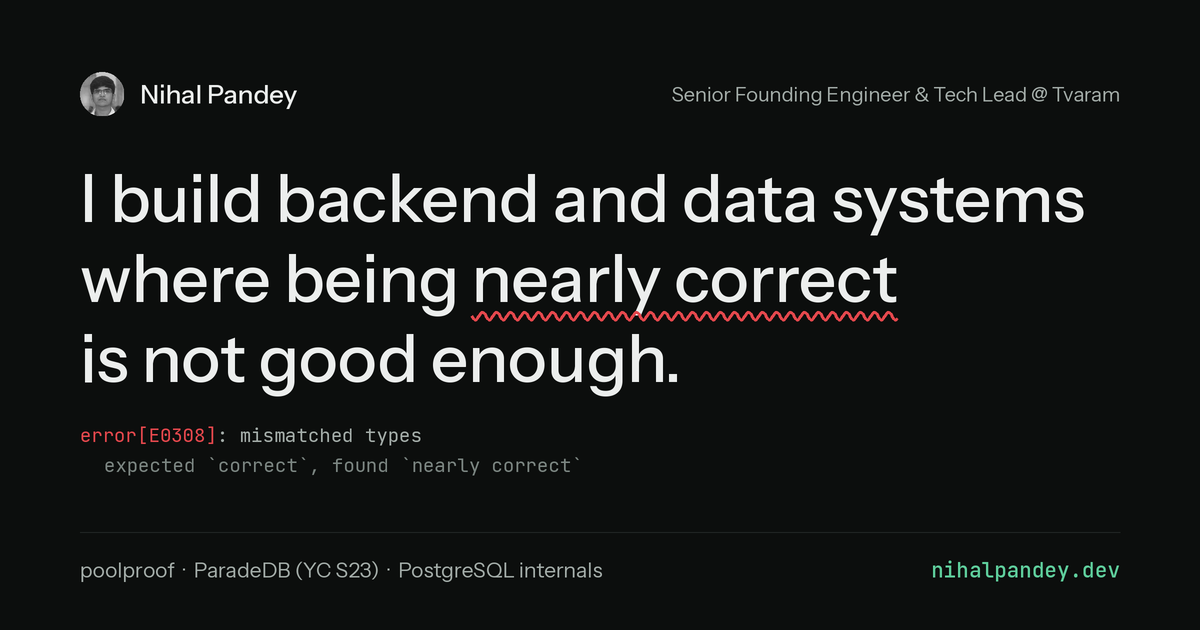 Nihal Pandey
Senior Founding Engineer & Tech Lead @ Tvaram
I build backend and data systems
where being nearly correct
is not good enough.
error[E0308]: mismatched types
expected `correct`, found `nearly correct`
poolproof · ParadeDB (YC S23) · PostgreSQL internals
nihalpandey.dev